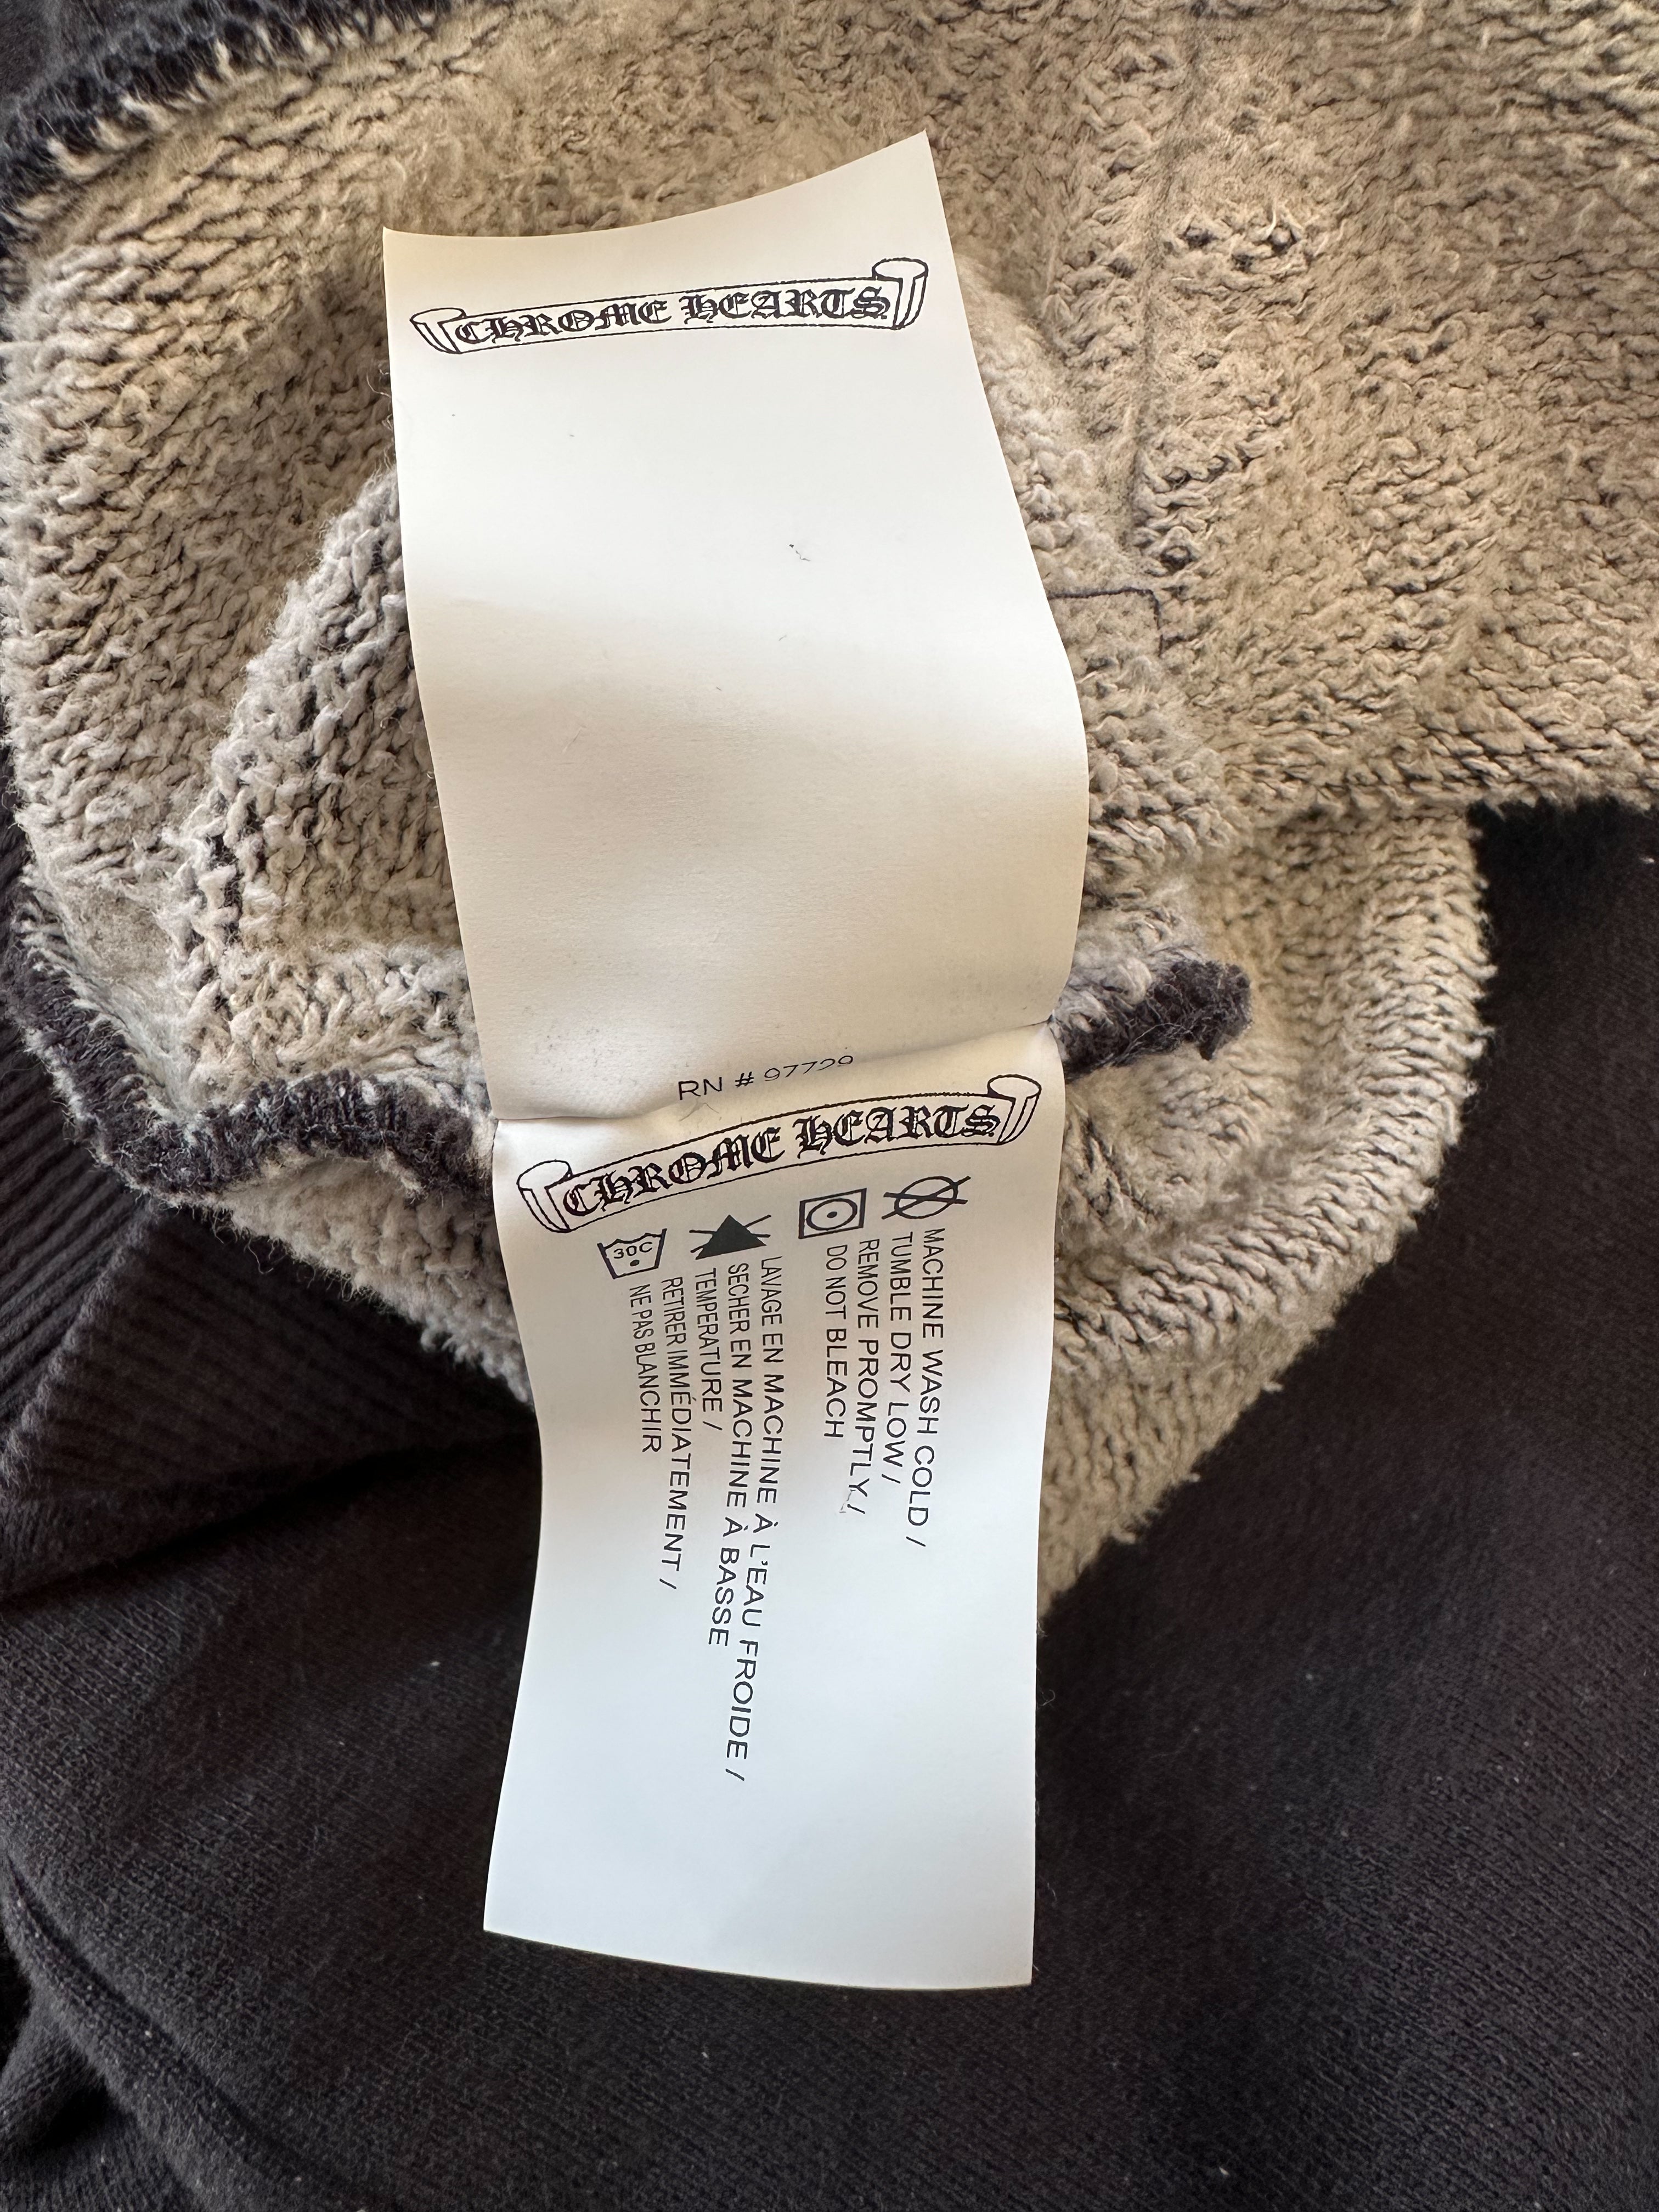 CHROME HEARTS
RN # 97729
CHROME HEARTS
MACHINE WASH COLD /
TUMBLE DRY LOW /
REMOVE PROMPTLY /
DO NOT BLEACH
LAVAGE EN MACHINE À L'EAU FROIDE /
SECHER EN MACHINE À BASSE
TEMPERATURE /
RETIRER IMMÉDIATEMENT /
NE PAS BLANCHIR
30C